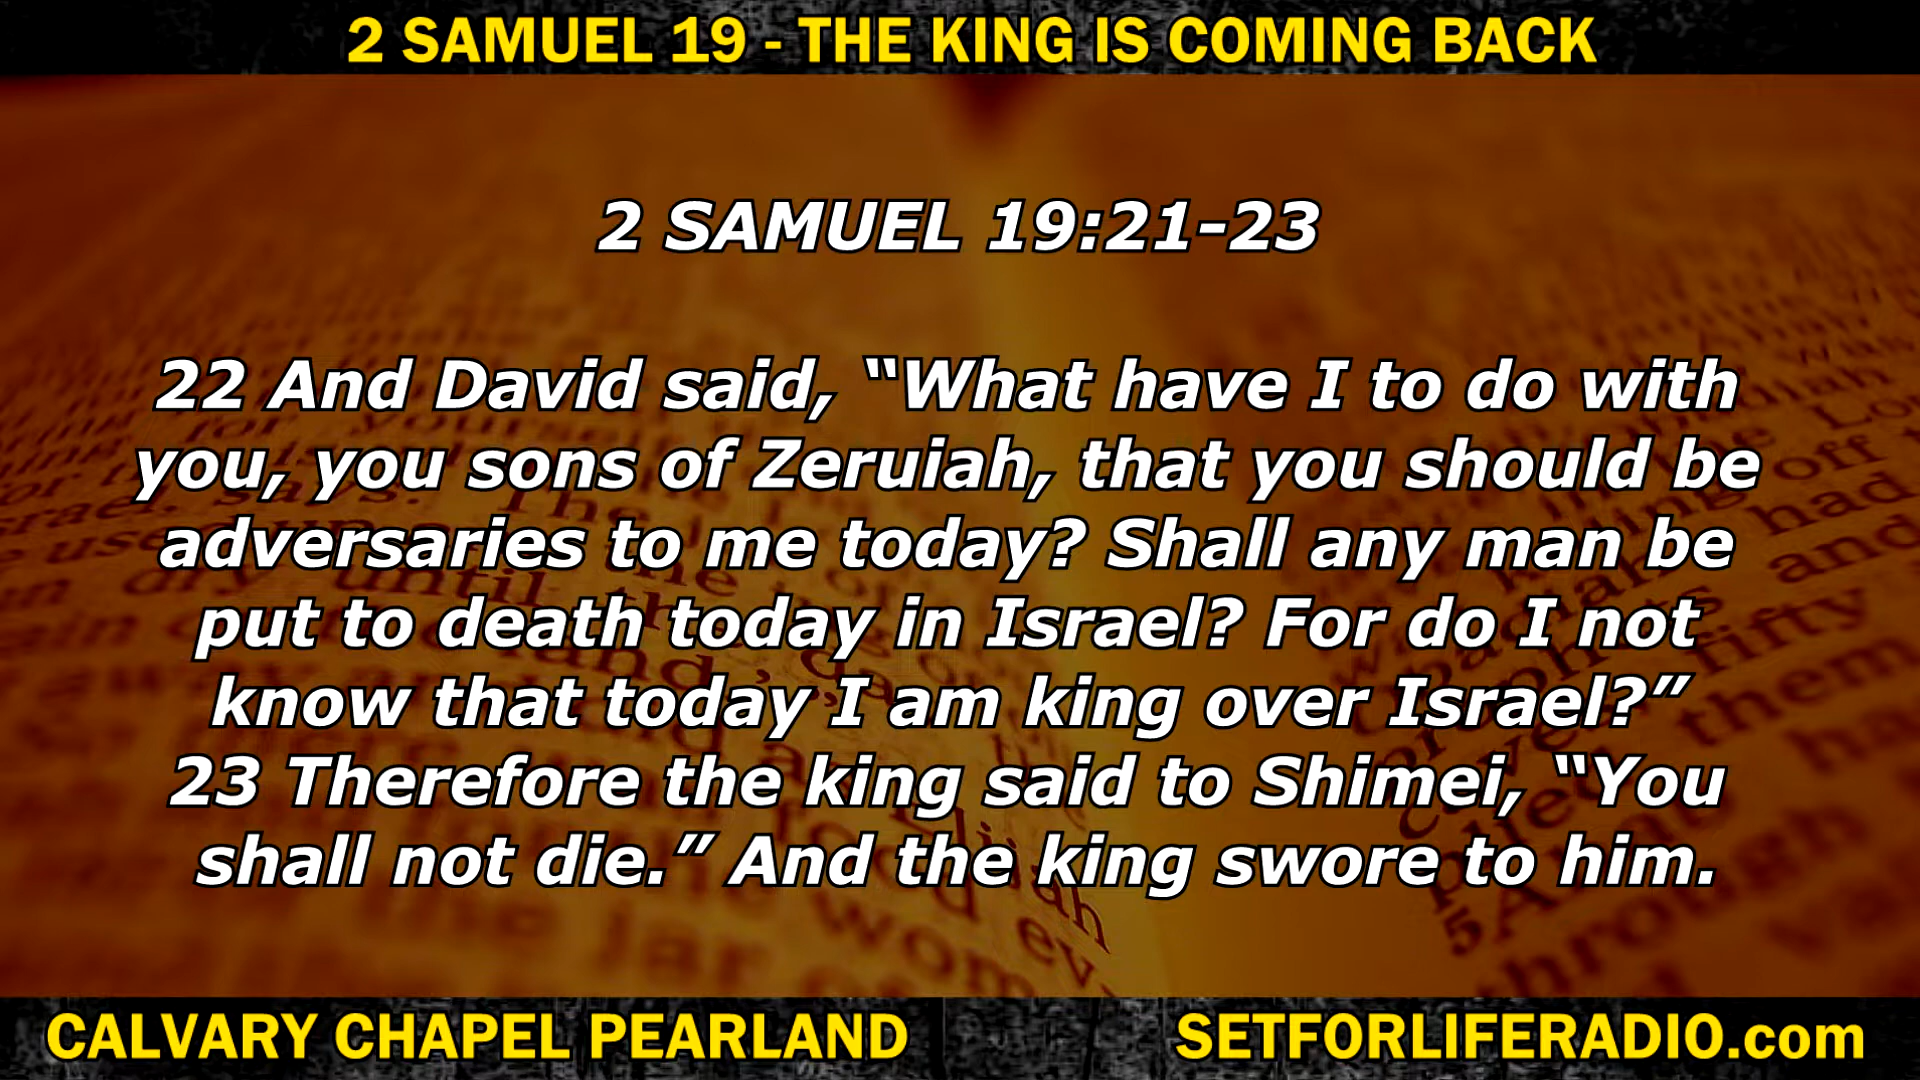 2 SAMUEL 19 - THE KING IS COMING BACK
2 SAMUEL 19:21-23
22 And David said, “What have I to do with
you, you sons of Zeruiah, that you should be
adversaries to me today? Shall any man be
put to death today in Israel? For do I not
know that today I am king over Israel?”
23 Therefore the king said to Shimei, “You
shall not die.” And the king swore to him.
CALVARY CHAPEL PEARLAND
SETFORLIFERADIO.com